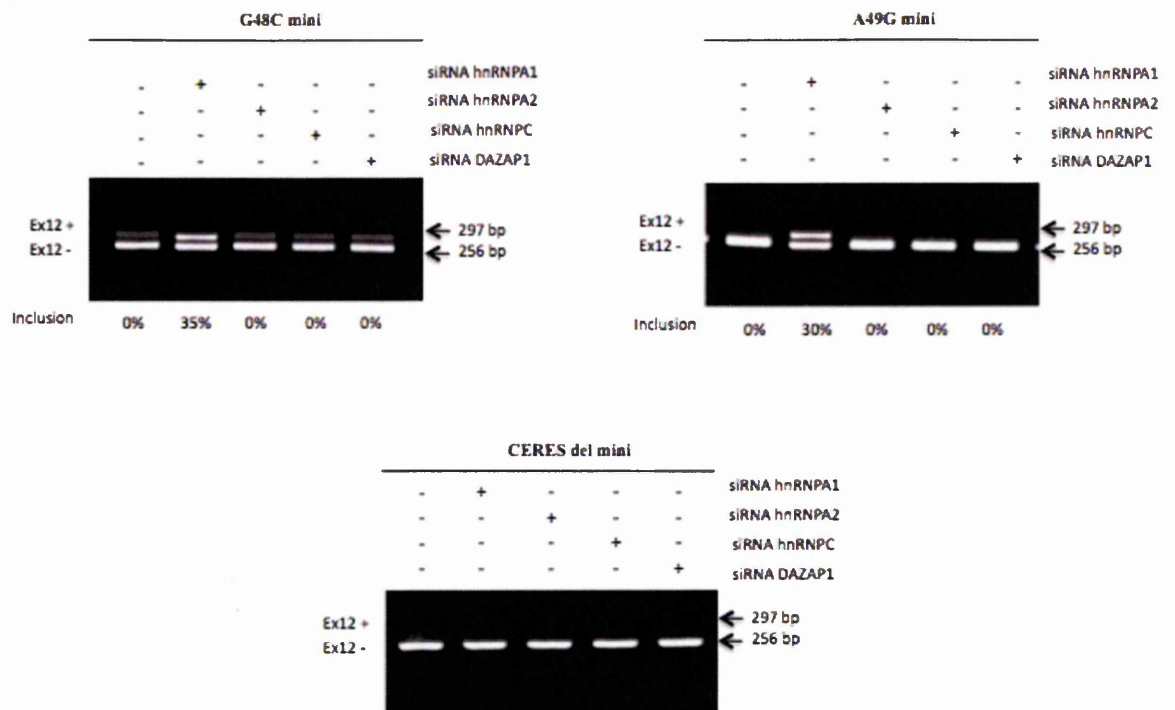 G48C mini
- + - - - siRNA hnRNPA1
- - + - - siRNA hnRNPA2
- - - + - siRNA hnRNPC
- - - - + siRNA DAZAP1
Ex12 +
Ex12 -
297 bp
256 bp
Inclusion 0% 35% 0% 0% 0%
A49G mini
- + - - - siRNA hnRNPA1
- - + - - siRNA hnRNPA2
- - - + - siRNA hnRNPC
- - - - + siRNA DAZAP1
Ex12 +
Ex12 -
297 bp
256 bp
Inclusion 0% 30% 0% 0% 0%
CERES del mini
- + - - - siRNA hnRNPA1
- - + - - siRNA hnRNPA2
- - - + - siRNA hnRNPC
- - - - + siRNA DAZAP1
Ex12 +
Ex12 -
297 bp
256 bp